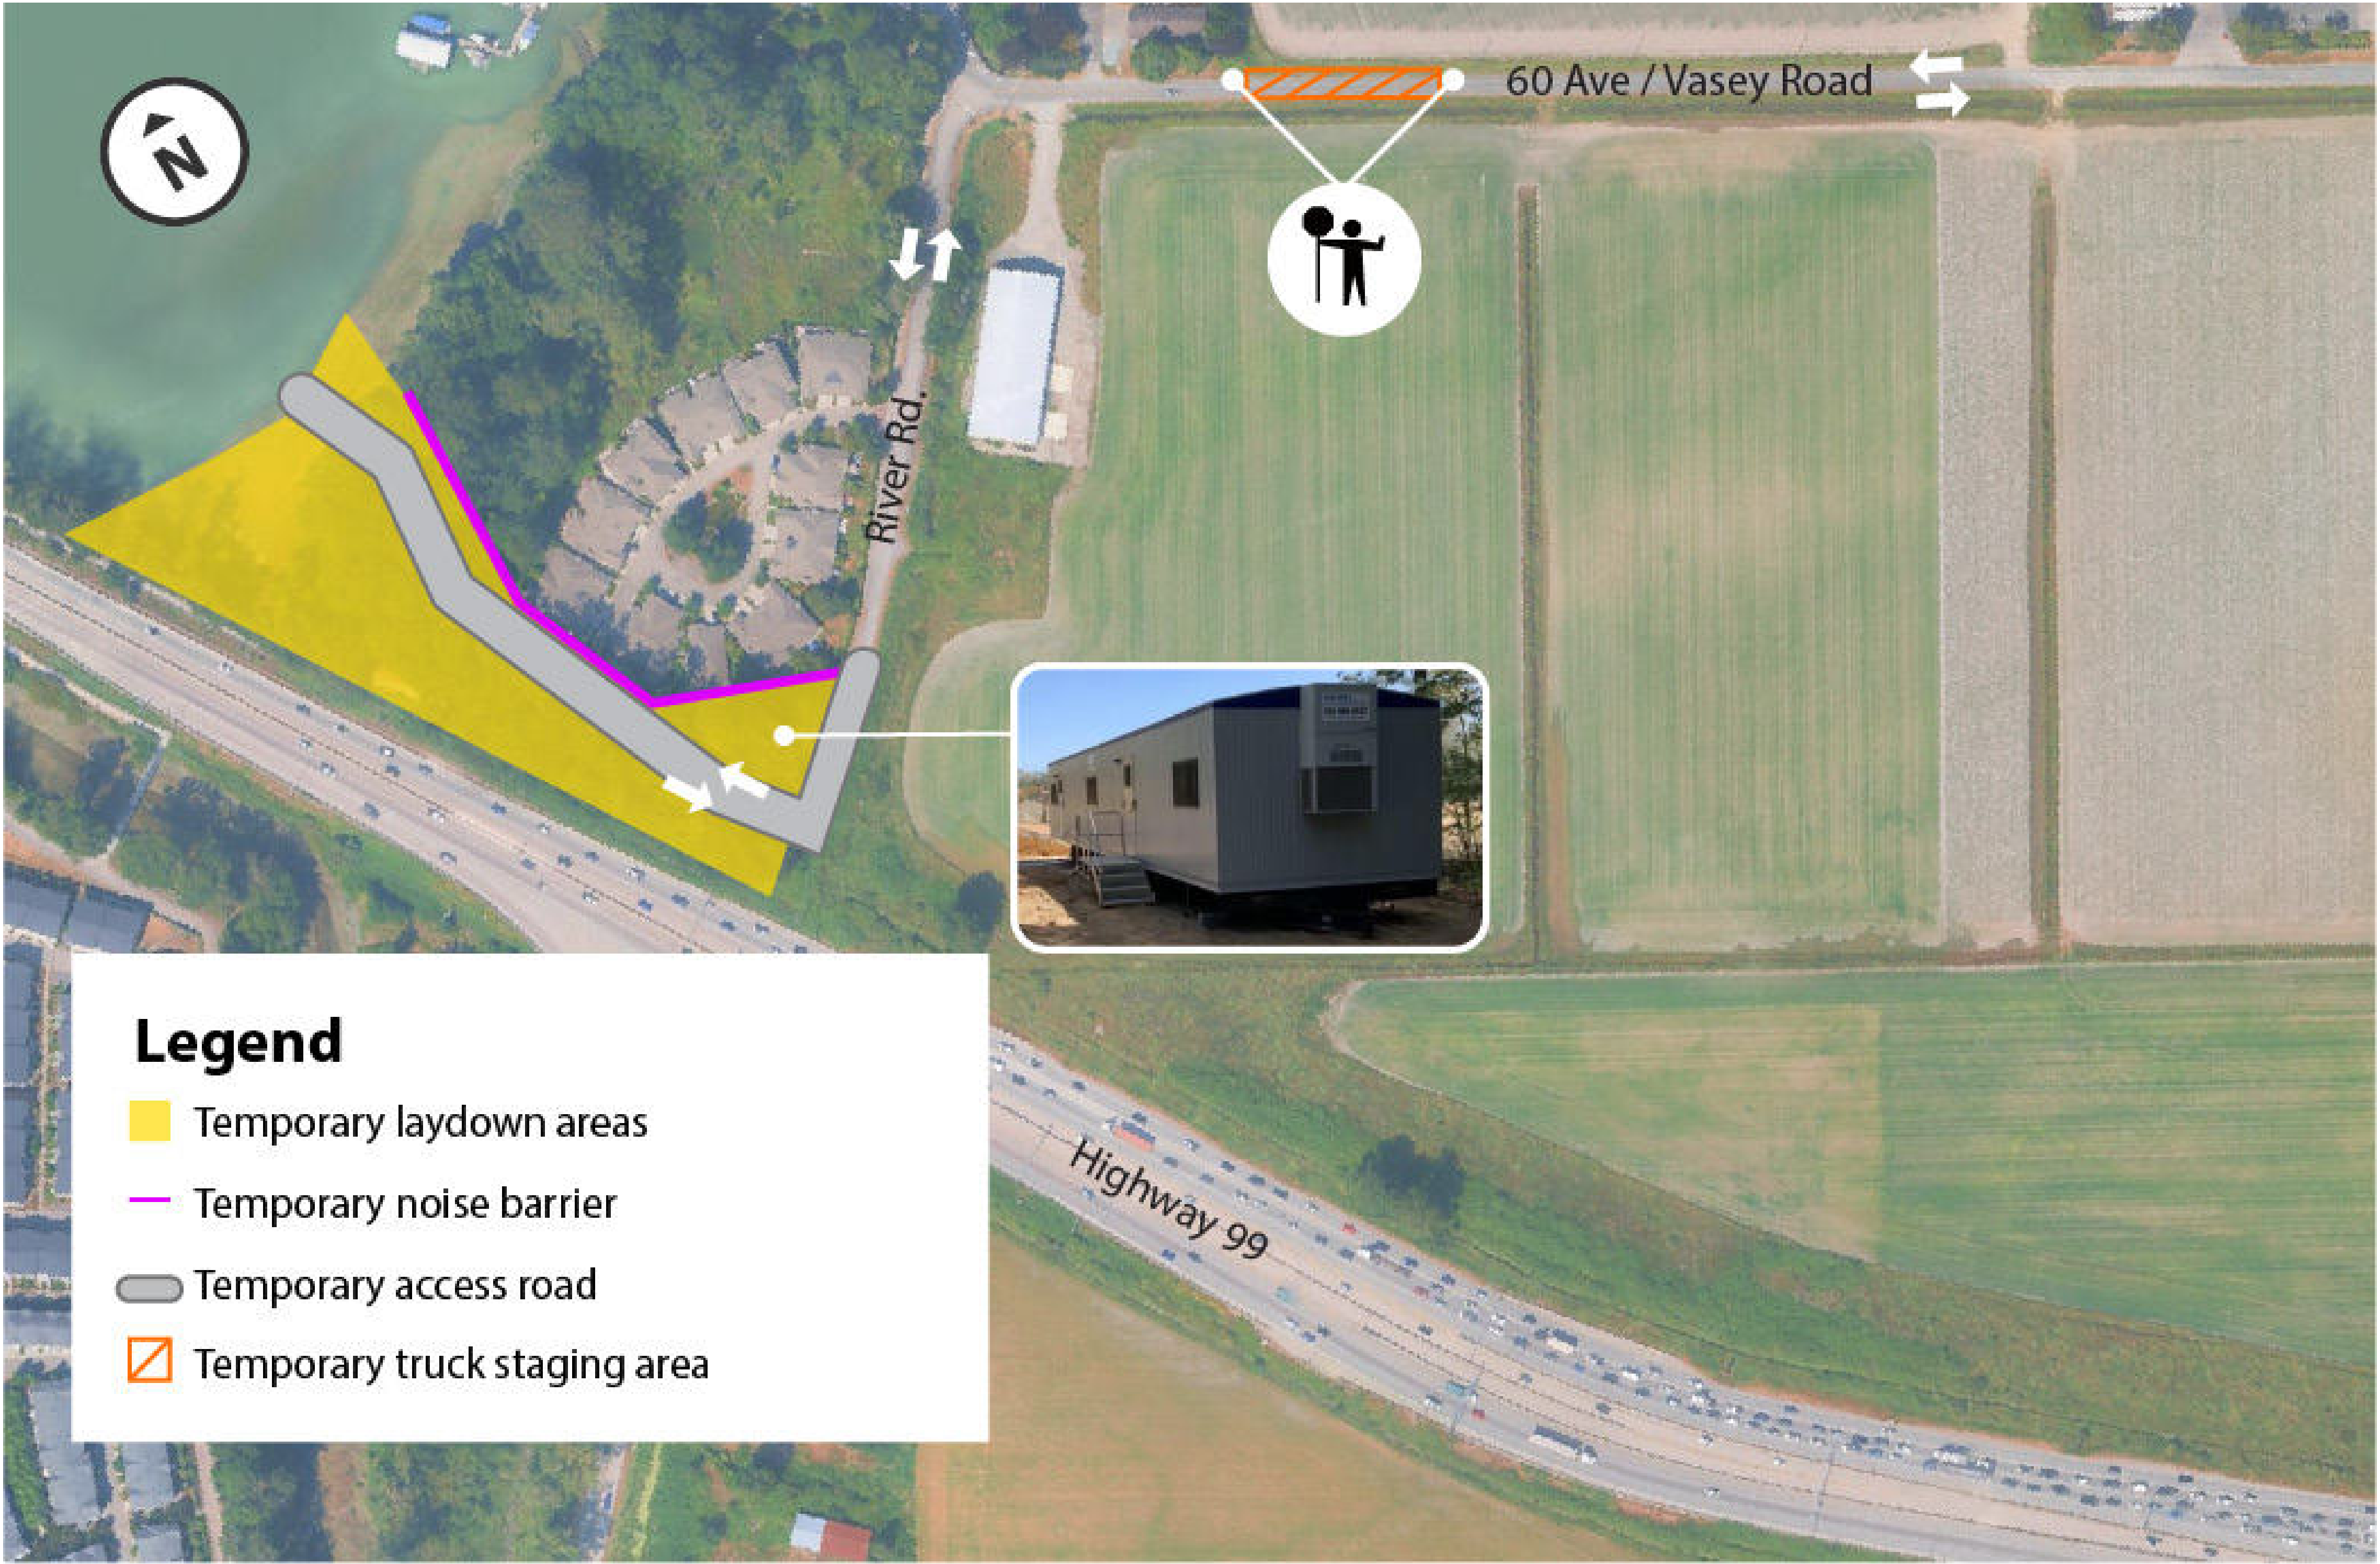 N
60 Ave / Vasey Road
River Rd.
Highway 99
Legend
Temporary laydown areas
Temporary noise barrier
Temporary access road
Temporary truck staging area